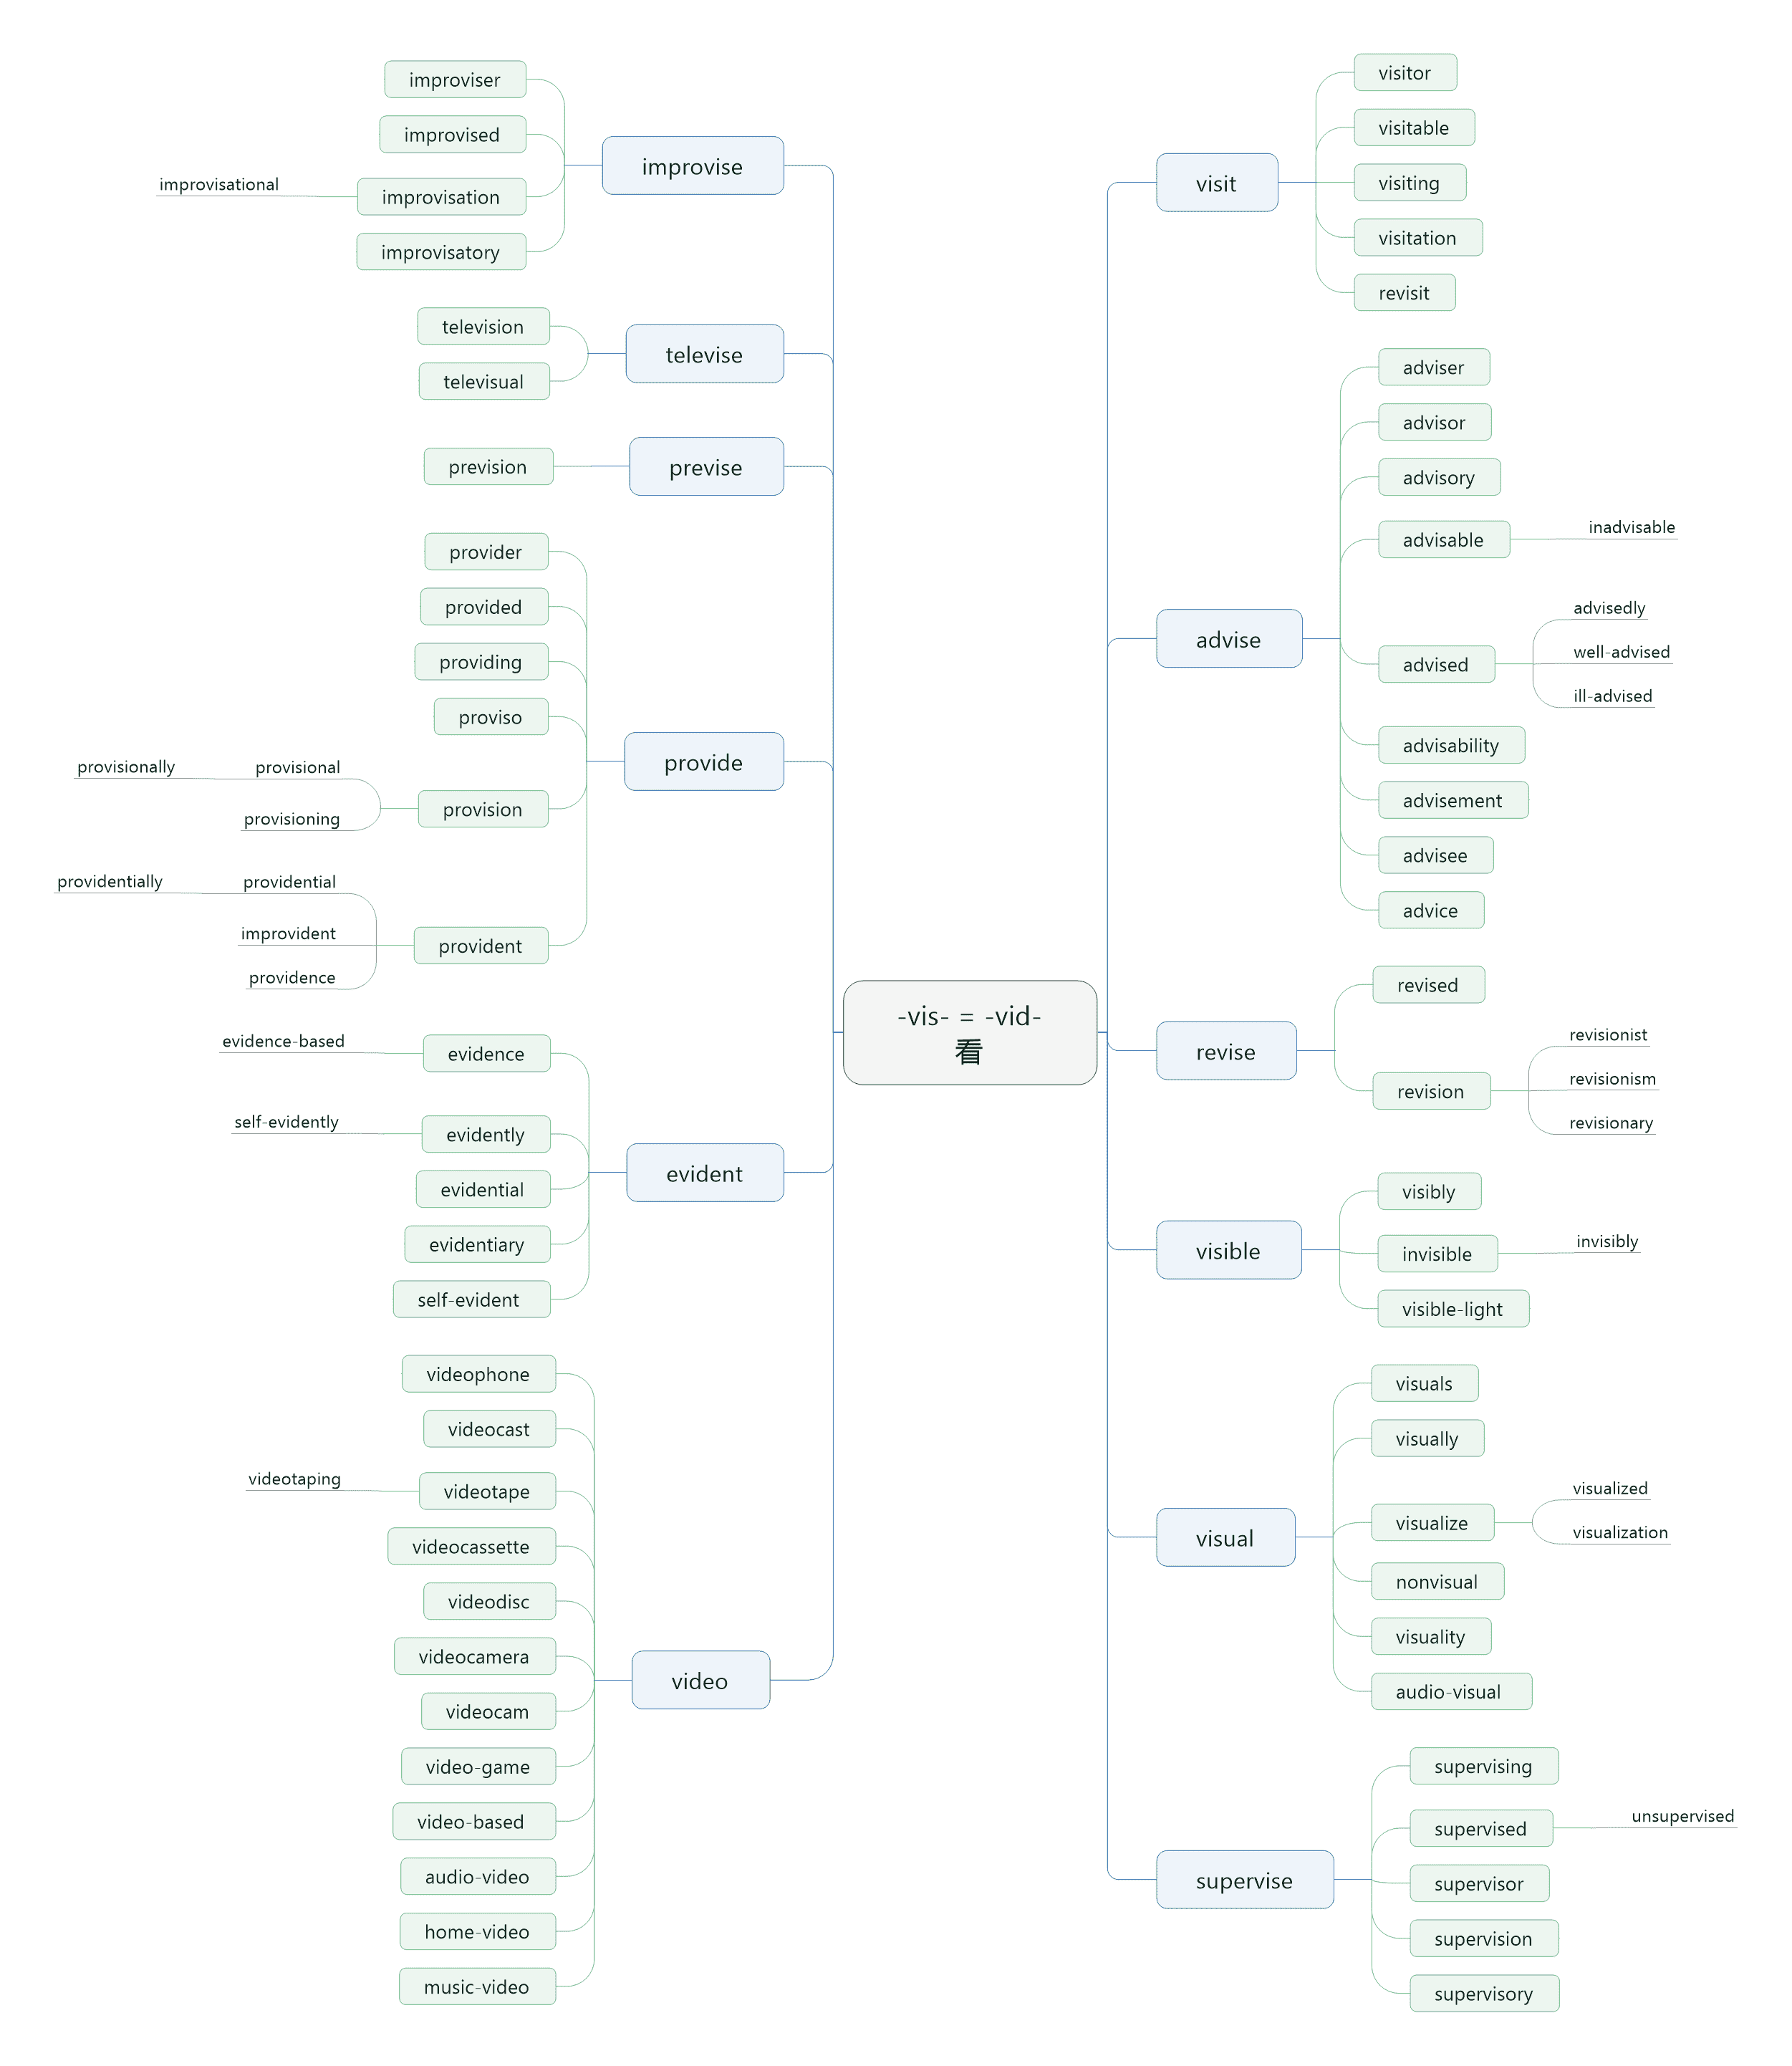 -vis- = -vid-
看
visit
visitor
visitable
visiting
visitation
revisit
advise
adviser
advisor
advisory
advisable
inadvisable
advised
advisedly
well-advised
ill-advised
advisability
advisement
advisee
advice
revise
revised
revision
revisionist
revisionism
revisionary
visible
visibly
invisible
invisibly
visible-light
visual
visuals
visually
visualize
visualized
visualization
nonvisual
visuality
audio-visual
supervise
supervising
supervised
unsupervised
supervisor
supervision
supervisory
improvise
improviser
improvised
improvisation
improvisational
improvisatory
televise
television
televisual
previse
prevision
provide
provider
provided
providing
proviso
provision
provisional
provisionally
provisioning
provident
providential
providentially
improvident
providence
evident
evidence
evidence-based
evidently
self-evidently
evidential
evidentiary
self-evident
video
videophone
videocast
videotape
videotaping
videocassette
videodisc
videocamera
videocam
video-game
video-based
audio-video
home-video
music-video